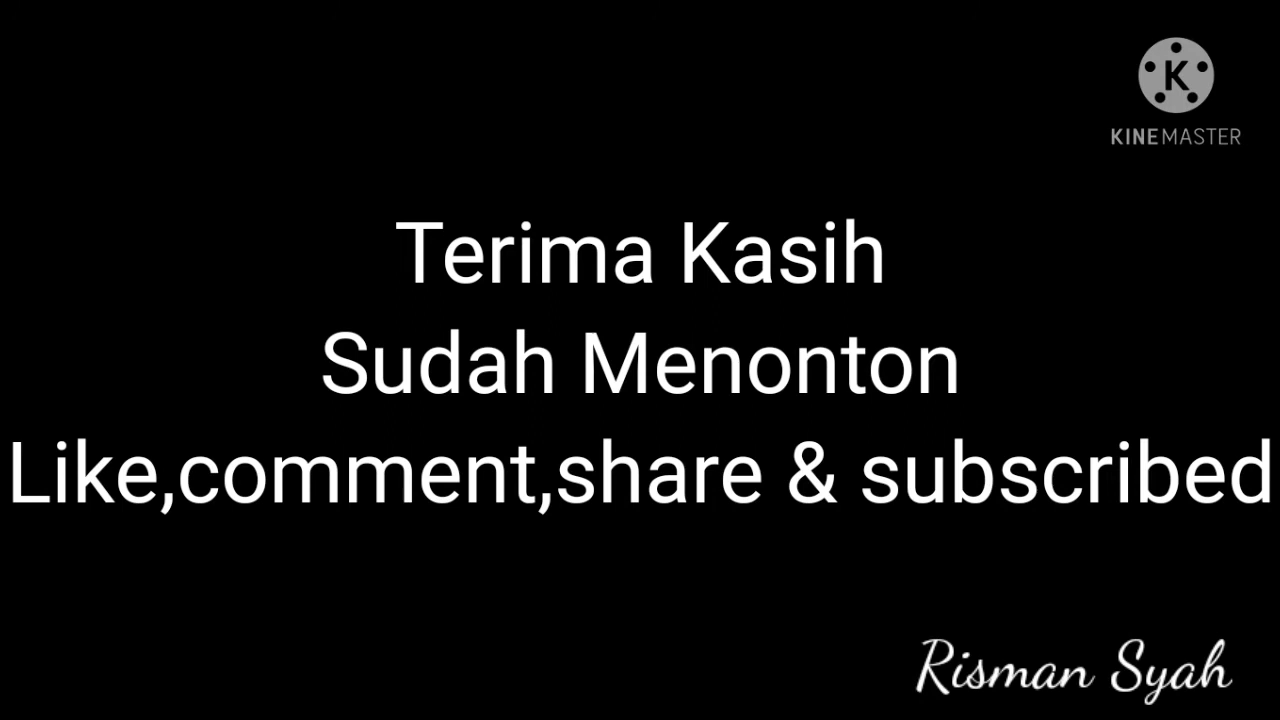 K
KINEMASTER
Terima Kasih
Sudah Menonton
Like,comment,share & subscribed
Risman Syah